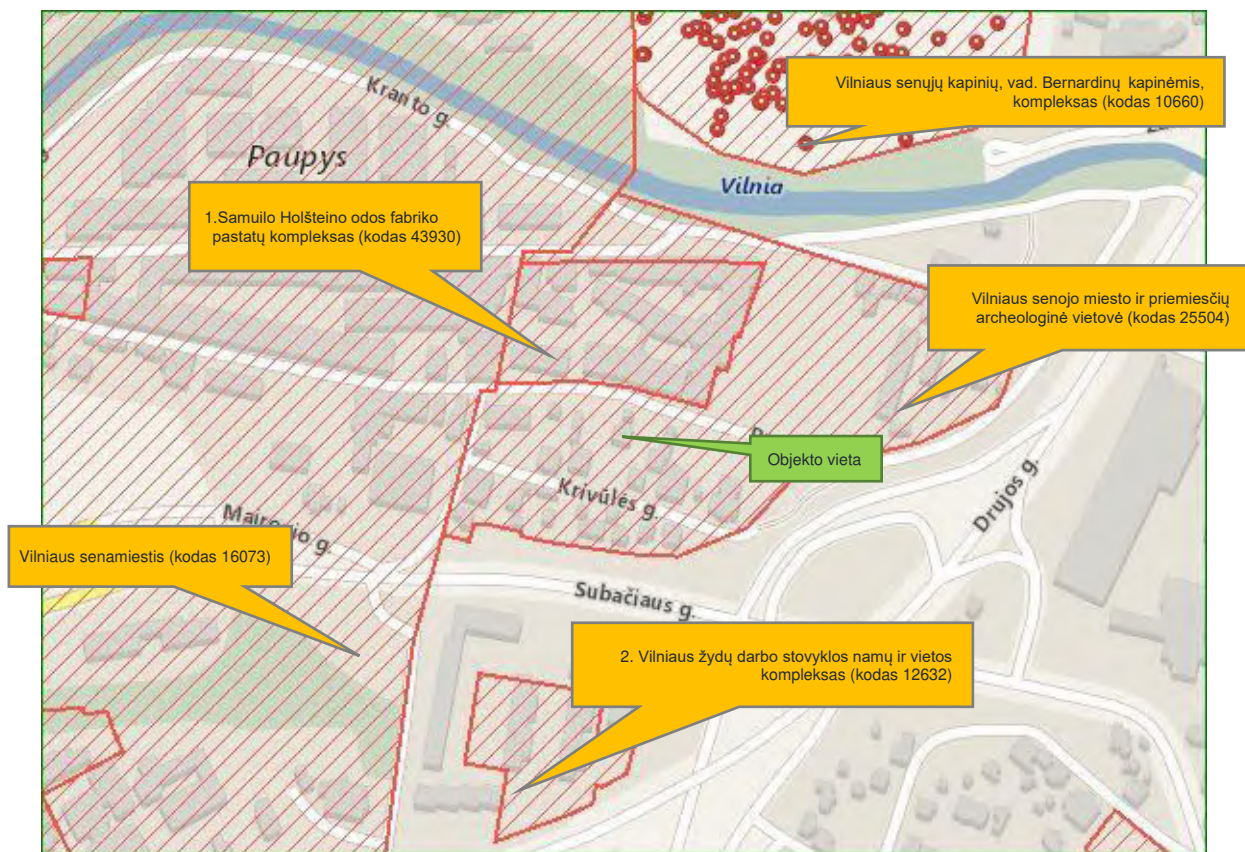 Vilniaus senųjų kapinių, vad. Bernardinų kapinėmis,
kompleksas (kodas 10660)
Kranto g.
Paupys
Vilnia
1.Samuilo Holšteino odos fabriko
pastatų kompleksas (kodas 43930)
Vilniaus senojo miesto ir priemiesčių
archeologinė vietovė (kodas 25504)
Objekto vieta
Krivūlės g.
Drujos g.
Vilniaus senamiestis (kodas 16073)
Subačiaus g.
2. Vilniaus žydų darbo stovyklos namų ir vietos
kompleksas (kodas 12632)